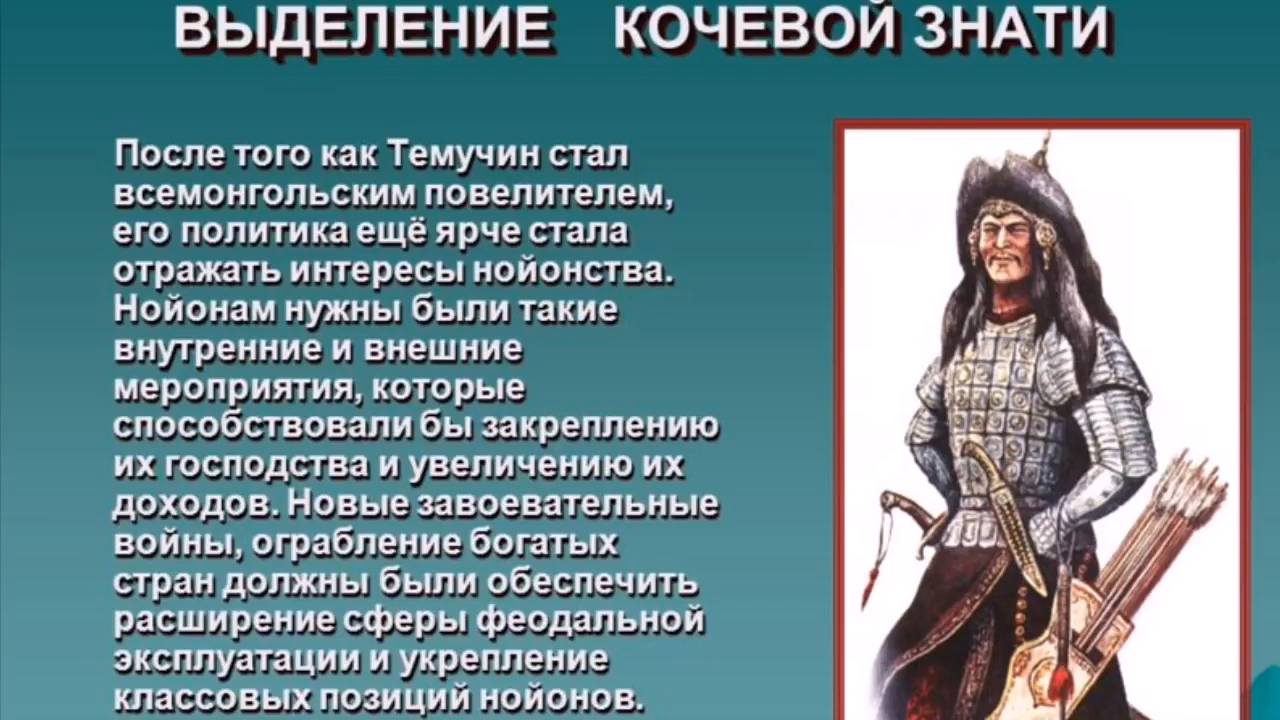 ВЫДЕЛЕНИЕ КОЧЕВОЙ ЗНАТИ
После того как Темучин стал
всемонгольским повелителем,
его политика ещё ярче стала
отражать интересы нойонства.
Нойонам нужны были такие
внутренние и внешние
мероприятия, которые
способствовали бы закреплению
их господства и увеличению их
доходов. Новые завоевательные
войны, ограбление богатых
стран должны были обеспечить
расширение сферы феодальной
эксплуатации и укрепление
классовых позиций нойонов.